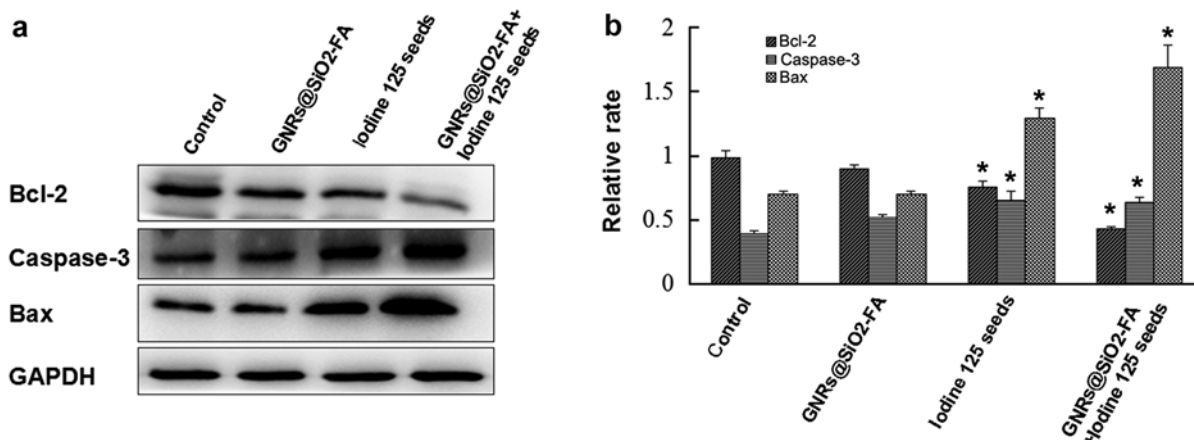 a
Control
GNRs@SiO2-FA
Iodine 125 seeds
GNRs@SiO2-FA+
Iodine 125 seeds
Bcl-2
Caspase-3
Bax
GAPDH
b
Relative rate
2
1.5
1
0.5
0
Bcl-2
Caspase-3
Bax
*
*
*
*
*
*
Control
GNRs@SiO2-FA
Iodine 125 seeds
GNRs@SiO2-FA
+Iodine 125 seeds